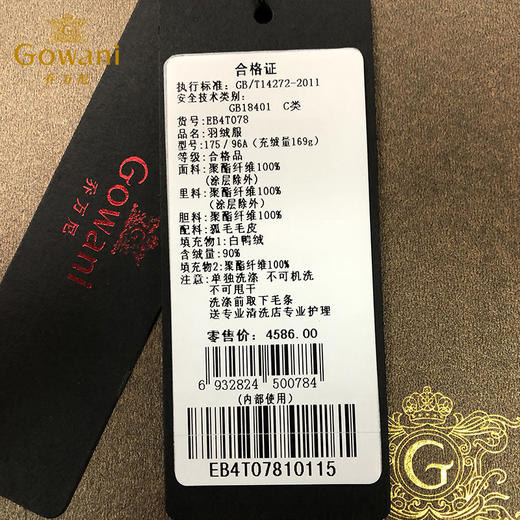 Gowani
乔万尼
GOWani
乔万尼
合格证
执行标准: GB/T14272-2011
安全技术类别:
GB18401 C类
货号:EB4T078
品名:羽绒服
型号:175/96A(充绒量169g)
等级:合格品
面料:聚酯纤维100%
(涂层除外)
里料:聚酯纤维100%
(涂层除外)
胆料:聚酯纤维100%
配料:狐毛毛皮
填充物1:白鸭绒
含绒量:90%
填充物2:聚酯纤维100%
注意:单独洗涤 不可机洗
不可甩干
洗涤前取下毛条
送专业清洗店专业护理
零售价: 4586.00
6 932824 500784
(内部使用)
EB4T07810115
G